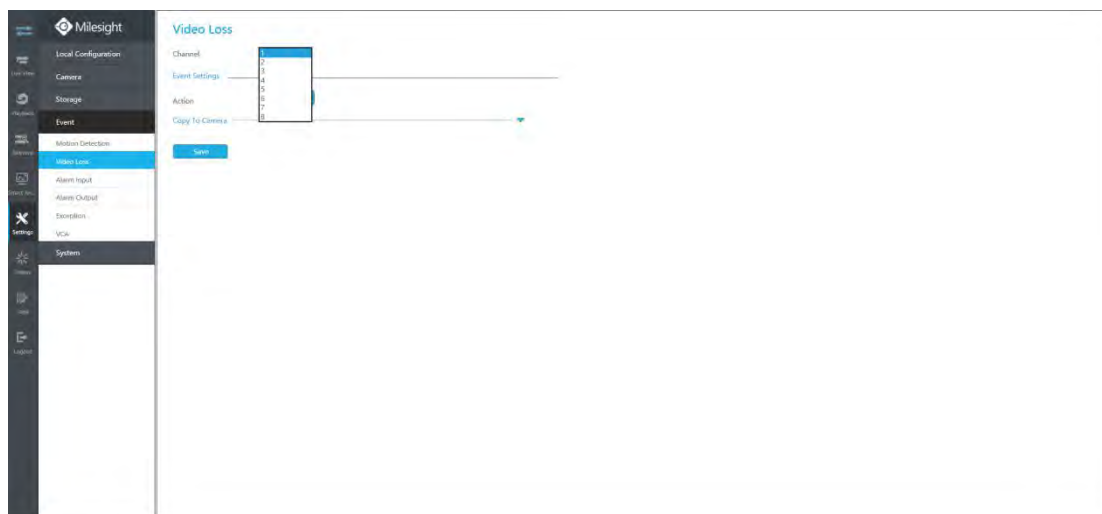 Milesight
Local Configuration
Camera
Storage
Event
Motion Detection
Video Loss
Alarm Input
Alarm Output
Exception
VCA
System
Settings
Logout
Video Loss
Channel
1
2
3
4
5
6
7
8
Event Settings
Action
Copy To Camera
Save